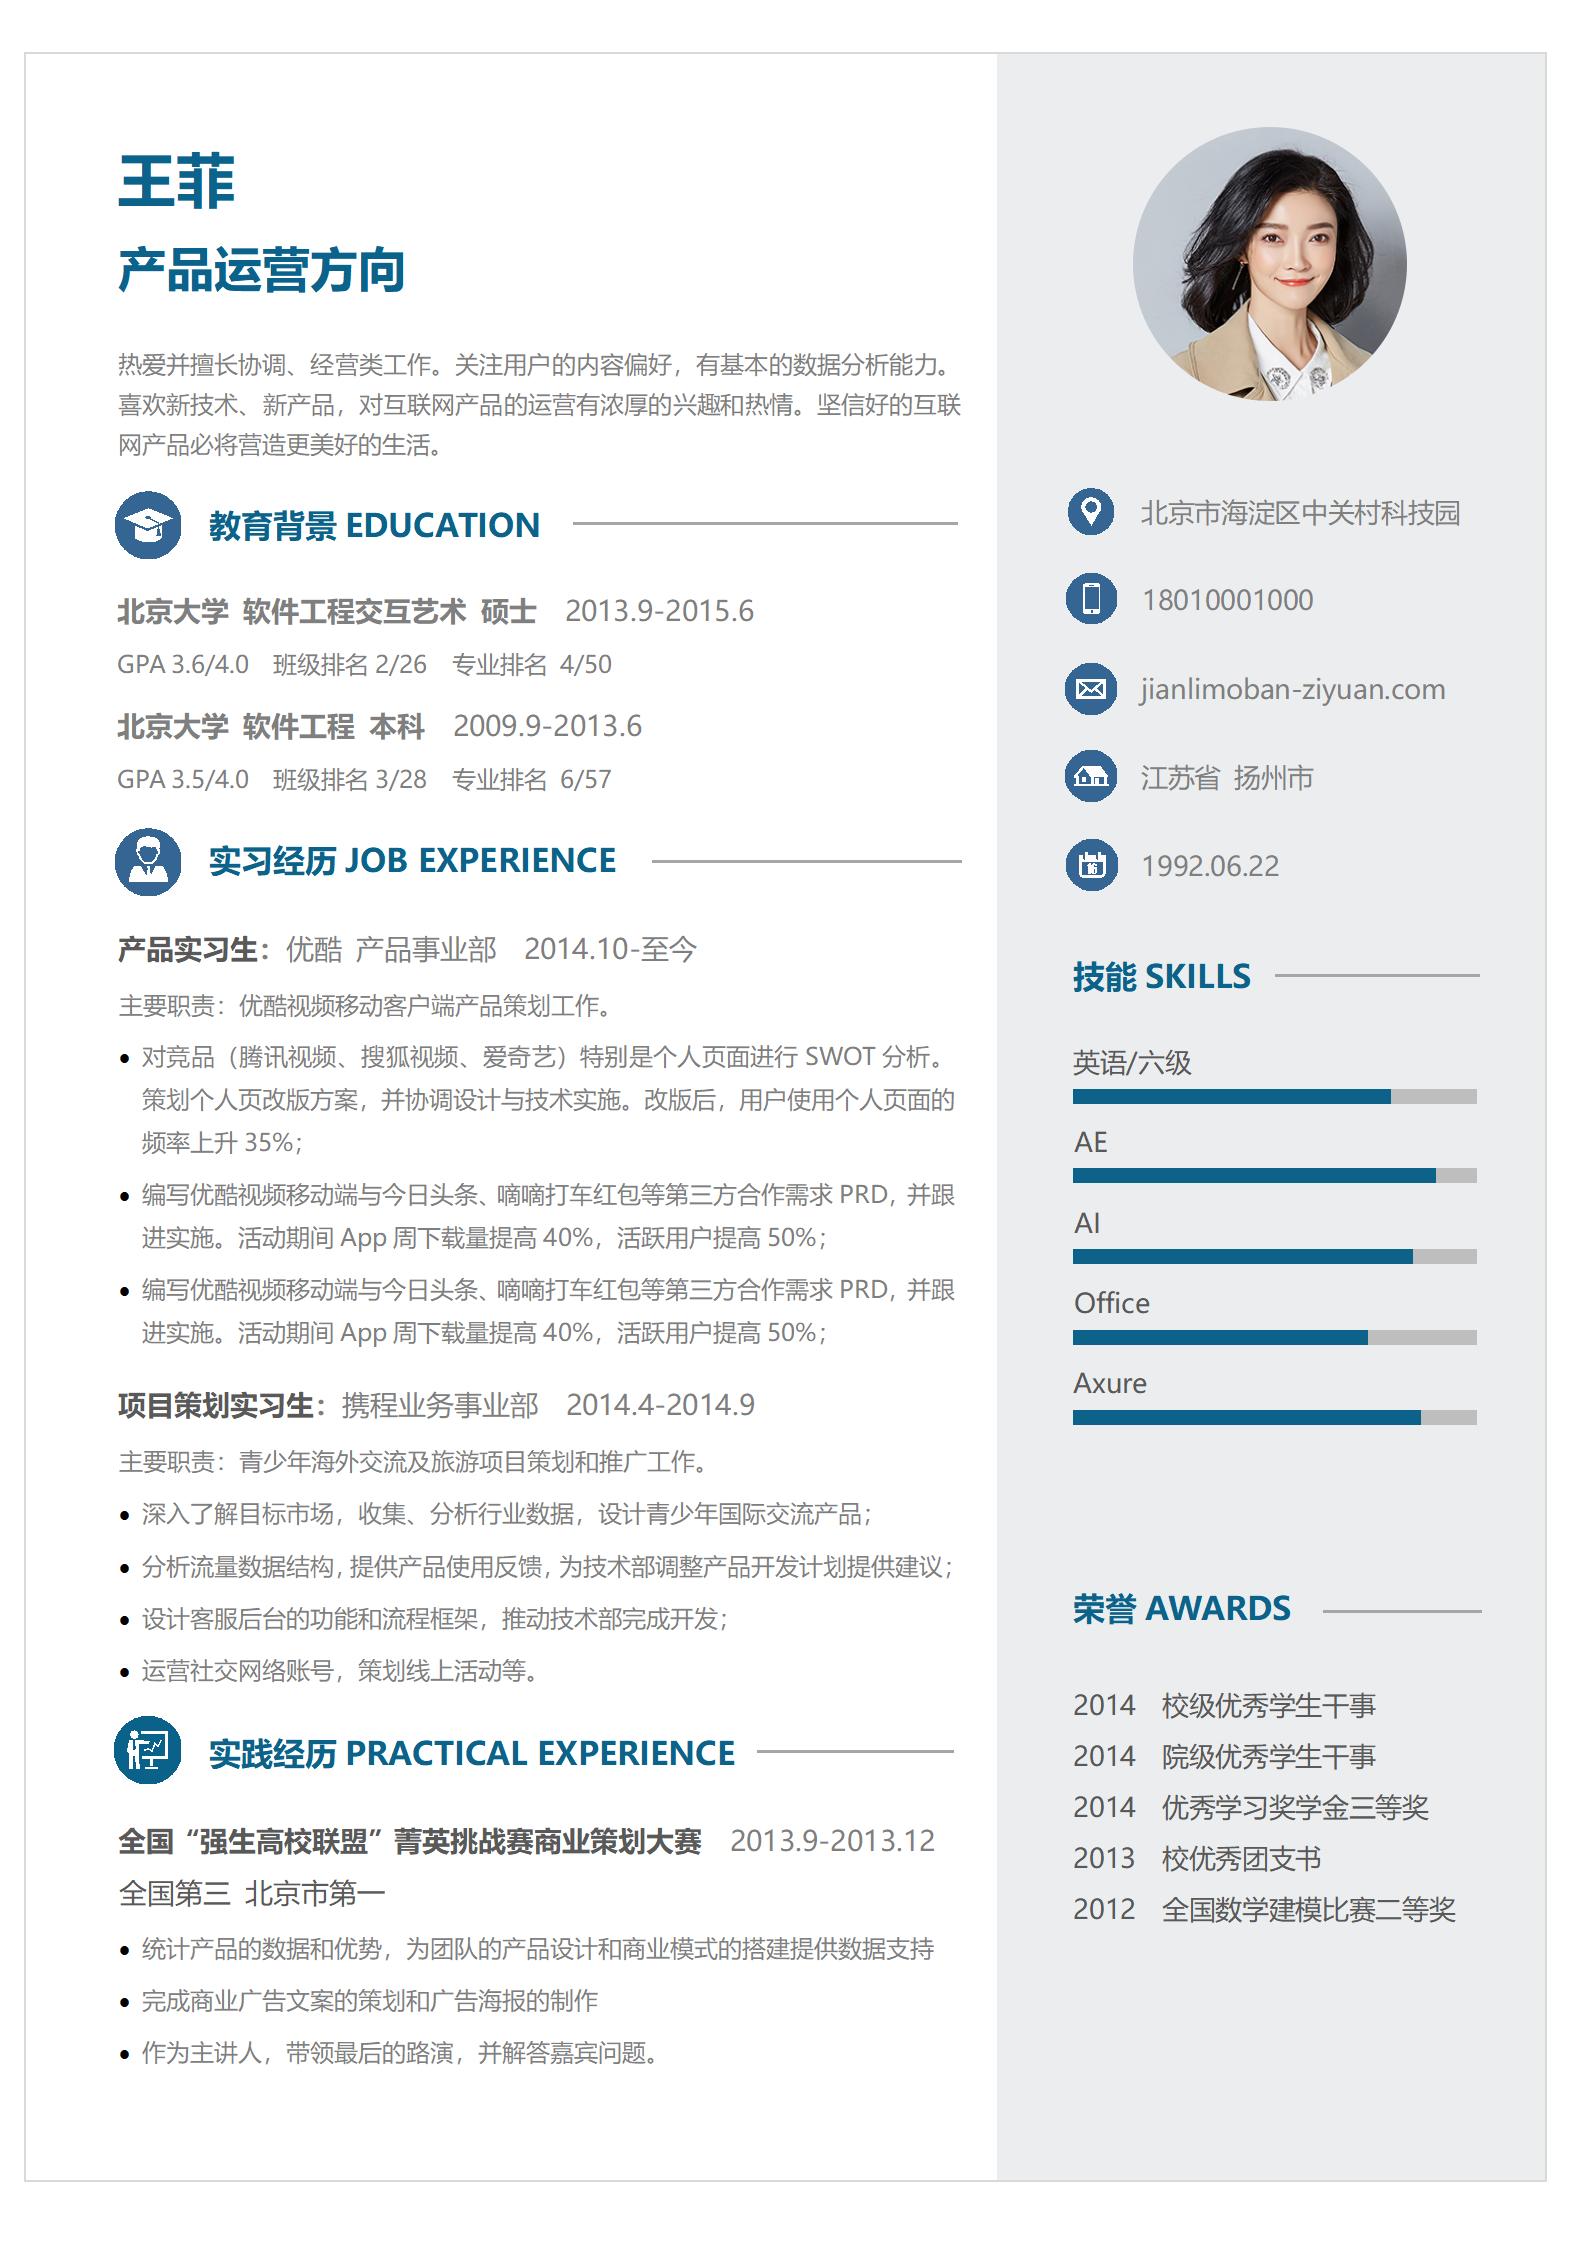 王菲
产品运营方向
热爱并擅长协调、经营类工作。关注用户的内容偏好，有基本的数据分析能力。
喜欢新技术、新产品，对互联网产品的运营有浓厚的兴趣和热情。坚信好的互联
网产品必将营造更美好的生活。
教育背景 EDUCATION
北京大学 软件工程交互艺术 硕士 2013.9-2015.6
GPA 3.6/4.0 班级排名 2/26 专业排名 4/50
北京大学 软件工程 本科 2009.9-2013.6
GPA 3.5/4.0 班级排名 3/28 专业排名 6/57
实习经历 JOB EXPERIENCE
产品实习生：优酷 产品事业部 2014.10-至今
主要职责：优酷视频移动客户端产品策划工作。
● 对竞品（腾讯视频、搜狐视频、爱奇艺）特别是个人页面进行 SWOT 分析。
策划个人页改版方案，并协调设计与技术实施。改版后，用户使用个人页面的
频率上升 35%；
● 编写优酷视频移动端与今日头条、嘀嘀打车红包等第三方合作需求 PRD，并跟
进实施。活动期间 App 周下载量提高 40%，活跃用户提高 50%；
● 编写优酷视频移动端与今日头条、嘀嘀打车红包等第三方合作需求 PRD，并跟
进实施。活动期间 App 周下载量提高 40%，活跃用户提高 50%；
项目策划实习生：携程业务事业部 2014.4-2014.9
主要职责：青少年海外交流及旅游项目策划和推广工作。
● 深入了解目标市场，收集、分析行业数据，设计青少年国际交流产品；
● 分析流量数据结构，提供产品使用反馈，为技术部调整产品开发计划提供建议；
● 设计客服后台的功能和流程框架，推动技术部完成开发；
● 运营社交网络账号，策划线上活动等。
实践经历 PRACTICAL EXPERIENCE
全国“强生高校联盟”菁英挑战赛商业策划大赛 2013.9-2013.12
全国第三 北京市第一
● 统计产品的数据和优势，为团队的产品设计和商业模式的搭建提供数据支持
● 完成商业广告文案的策划和广告海报的制作
● 作为主讲人，带领最后的路演，并解答嘉宾问题。
北京市海淀区中关村科技园
18010001000
jianlimoban-ziyuan.com
江苏省 扬州市
16
1992.06.22
技能 SKILLS
英语/六级
AE
AI
Office
Axure
荣誉 AWARDS
2014 校级优秀学生干事
2014 院级优秀学生干事
2014 优秀学习奖学金三等奖
2013 校优秀团支书
2012 全国数学建模比赛二等奖